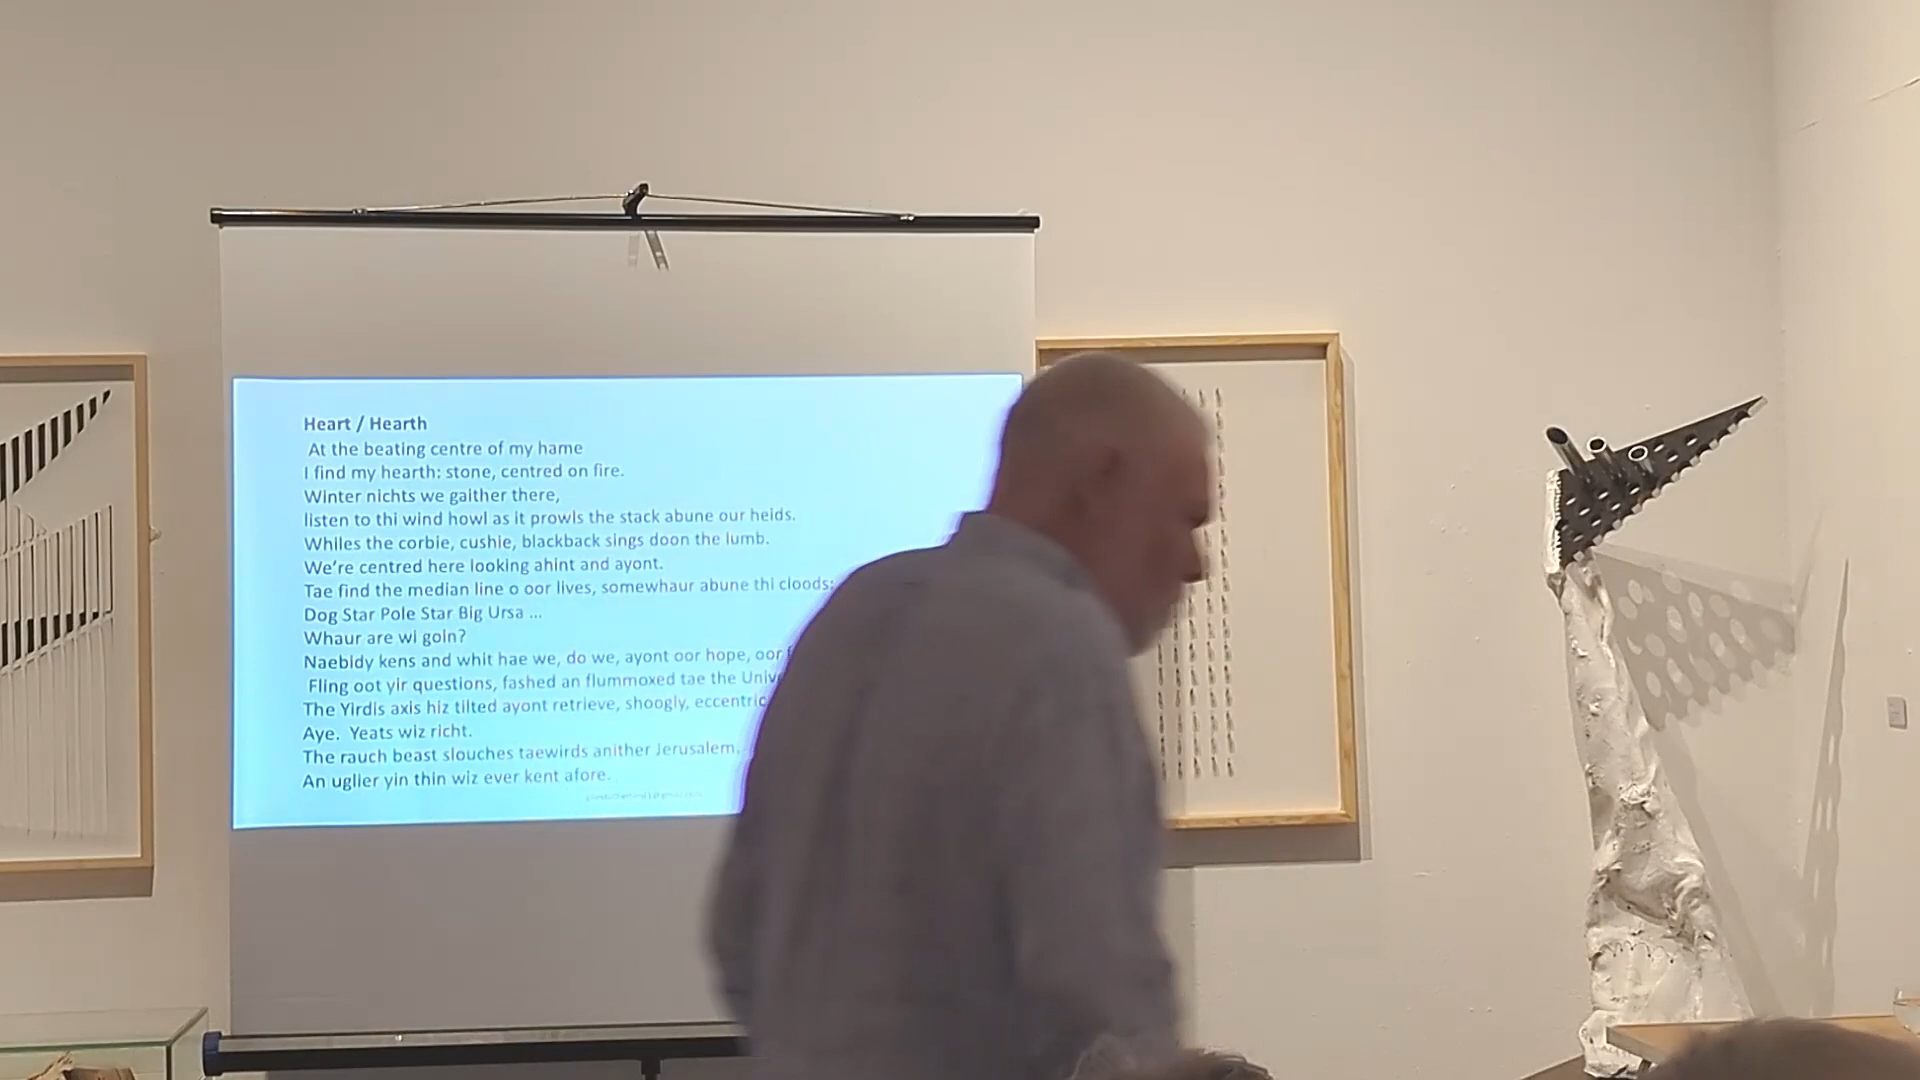 Heart / Hearth
At the beating centre of my hame
I find my hearth: stone, centred on fire.
Winter nichts we gaither there,
listen to thi wind howl as it prowls the stack abune our heids.
Whiles the corbie, cushie, blackback sings doon the lumb.
We're centred here looking ahint and ayont.
Tae find the median line o oor lives, somewhaur abune thi cloods:
Dog Star Pole Star Big Ursa ...
Whaur are wi goin?
Naebidy kens and whit hae we, do we, ayont oor hope, oor
Fling oot yir questions, fashed an flummoxed tae the
The Yirdis axis hiz tilted ayont retrieve, shoogly, eccentric
Aye. Yeats wiz richt.
The rauch beast slouches taewirds anither Jerusalem,
An uglier yin thin wiz ever kent afore.